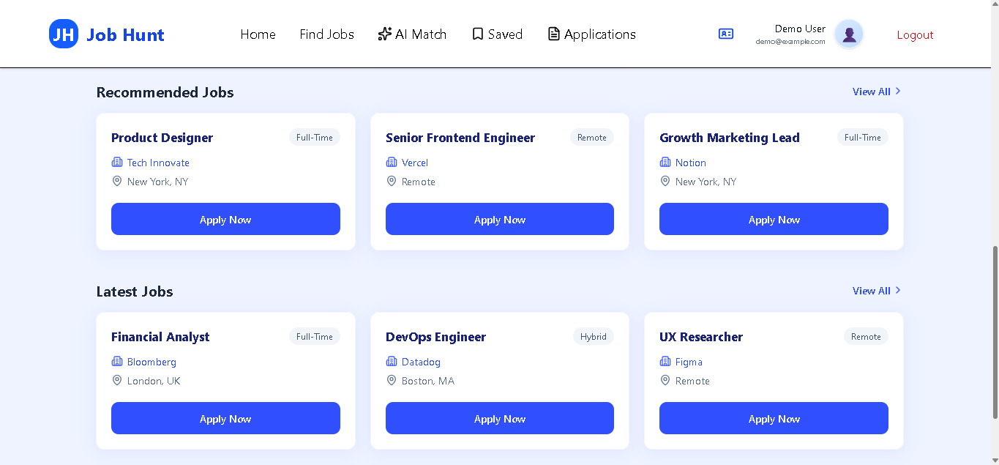 JH Job Hunt Home Find Jobs AI Match Saved Applications Demo User Logout
demo@example.com
Recommended Jobs View All
Product Designer Full-Time
Tech Innovate
New York, NY
Apply Now
Senior Frontend Engineer Remote
Vercel
Remote
Apply Now
Growth Marketing Lead Full-Time
Notion
New York, NY
Apply Now
Latest Jobs View All
Financial Analyst Full-Time
Bloomberg
London, UK
Apply Now
DevOps Engineer Hybrid
Datadog
Boston, MA
Apply Now
UX Researcher Remote
Figma
Remote
Apply Now